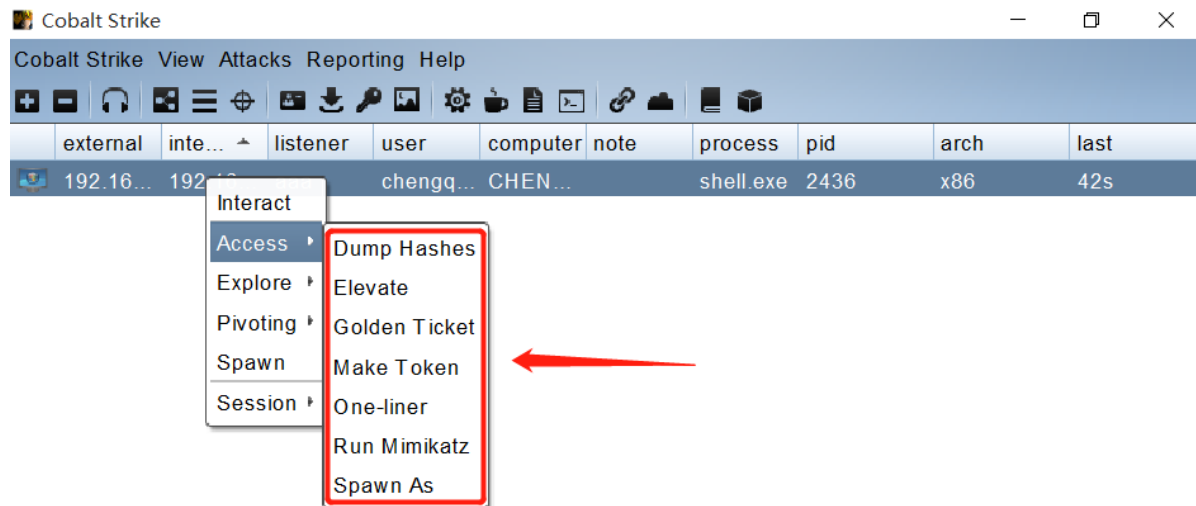 Cobalt Strike
Cobalt Strike View Attacks Reporting Help
external inte... listener user computer note process pid arch last
192.16... 192 chengq... CHEN... shell.exe 2436 x86 42s
Interact
Access
Explore
Pivoting
Spawn
Session
Dump Hashes
Elevate
Golden Ticket
Make Token
One-liner
Run Mimikatz
Spawn As